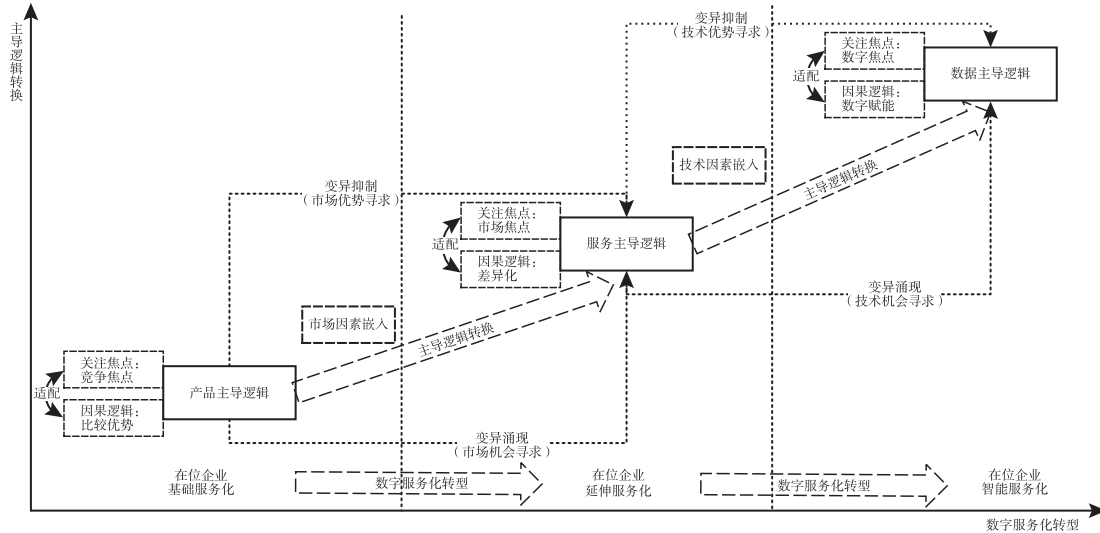 主导逻辑转换
变异抑制
（技术优势寻求）
关注焦点：
数字焦点
适配
因果逻辑：
数字赋能
数据主导逻辑
技术因素嵌入
主导逻辑转换
变异抑制
（市场优势寻求）
关注焦点：
市场焦点
适配
因果逻辑：
差异化
服务主导逻辑
变异涌现
（技术机会寻求）
市场因素嵌入
主导逻辑转换
关注焦点：
竞争焦点
适配
因果逻辑：
比较优势
产品主导逻辑
变异涌现
（市场机会寻求）
在位企业
基础服务化
数字服务化转型
在位企业
延伸服务化
数字服务化转型
在位企业
智能服务化
数字服务化转型